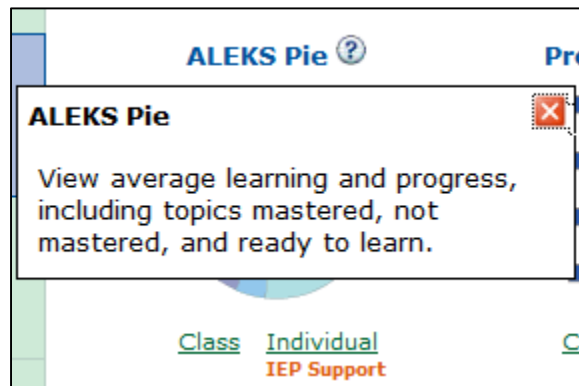 ALEKS Pie
ALEKS Pie
View average learning and progress,
including topics mastered, not
mastered, and ready to learn.
Class Individual
IEP Support